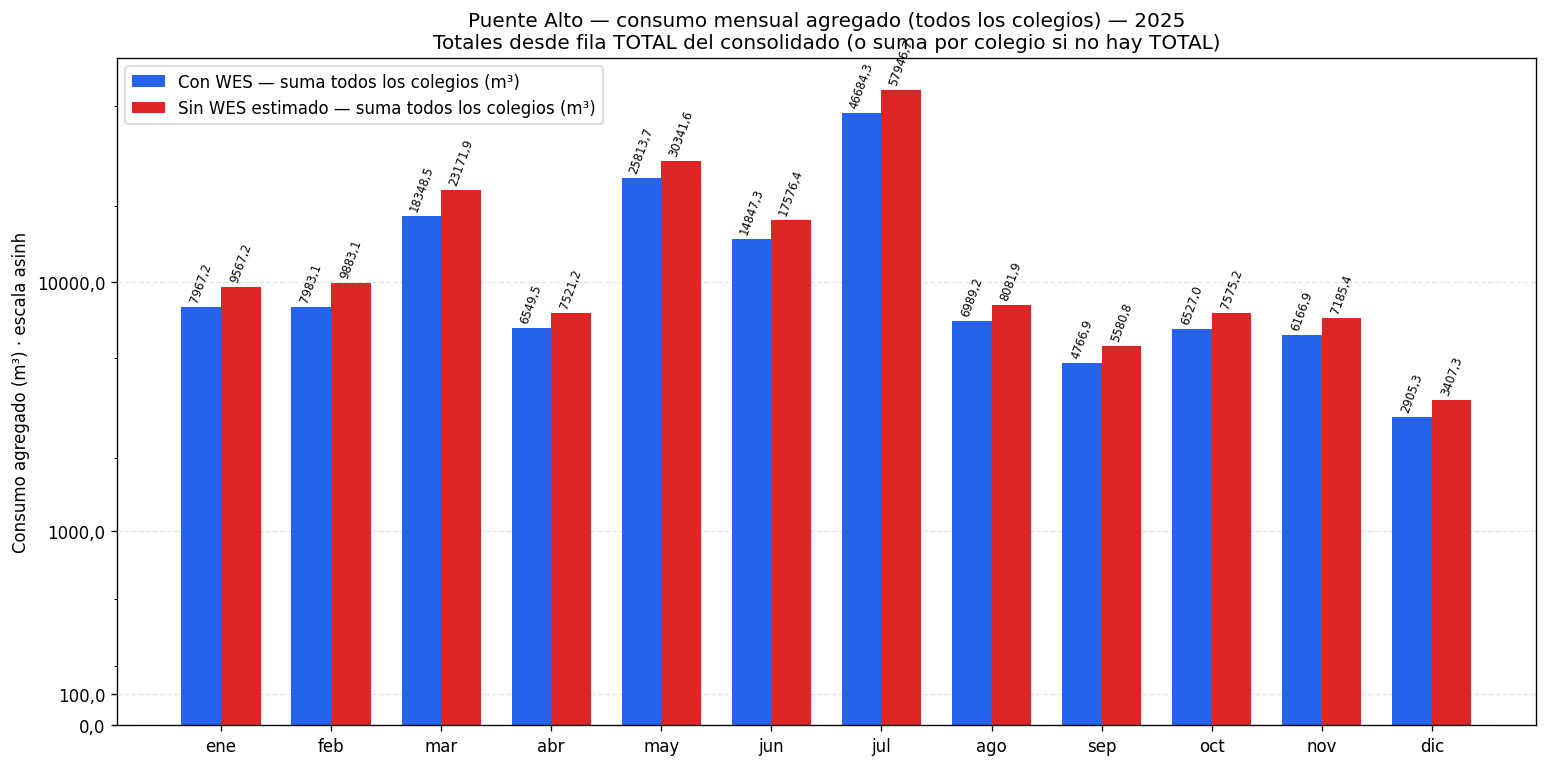 Puente Alto — consumo mensual agregado (todos los colegios) — 2025
Totales desde fila TOTAL del consolidado (o suma por colegio si no hay TOTAL)
Con WES — suma todos los colegios (m³)
Sin WES estimado — suma todos los colegios (m³)
Consumo agregado (m³) · escala asinh
10000,0
1000,0
100,0
0,0
7967,2
9567,2
7983,1
9883,1
18348,5
23171,9
6549,5
7521,2
25813,7
30341,6
14847,3
17576,4
46684,3
6989,2
8081,9
4766,9
5580,8
6527,0
7575,2
6166,9
7185,4
2905,3
3407,3
ene
feb
mar
abr
may
jun
jul
ago
sep
oct
nov
dic